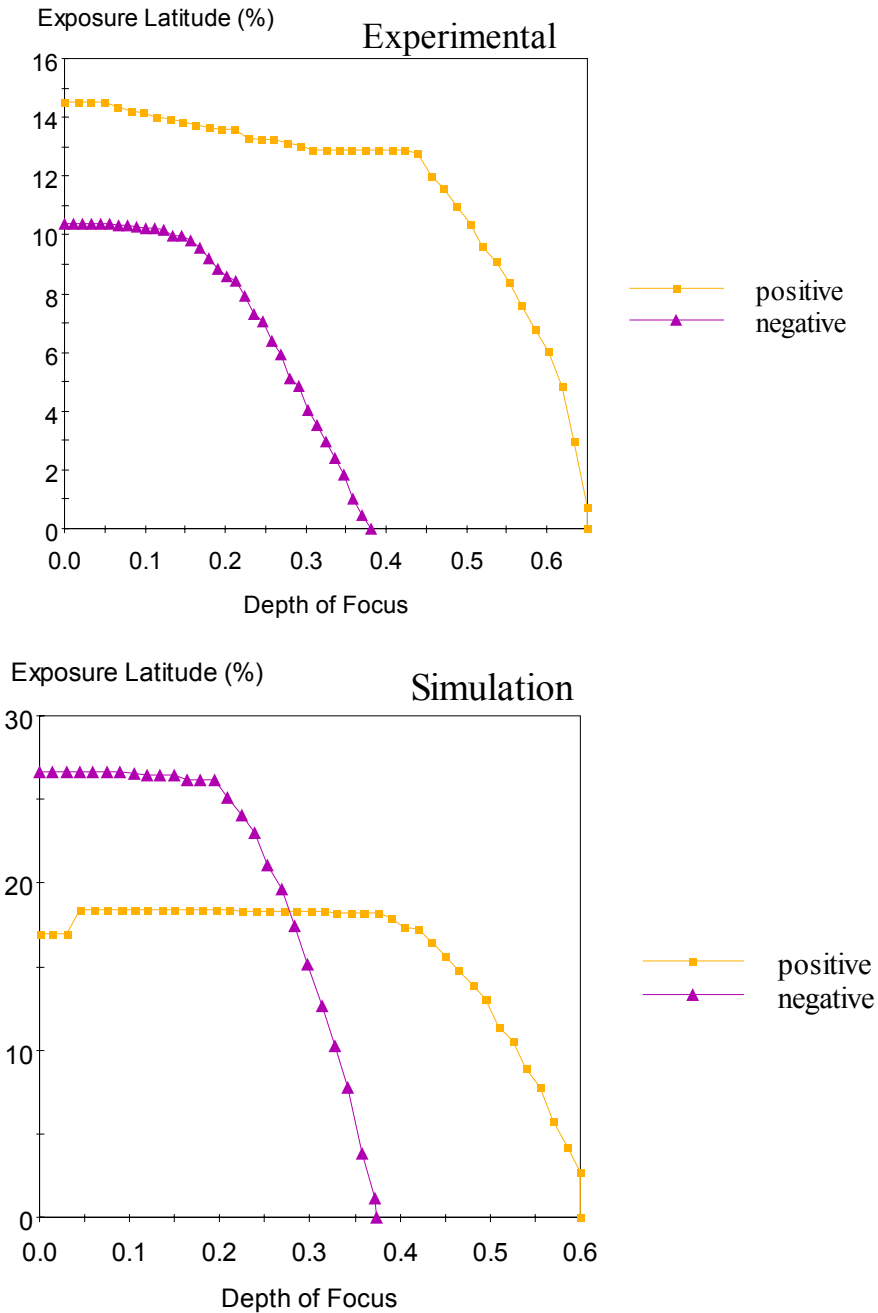 Exposure Latitude (%)
Experimental
16
14
12
10
8
6
4
2
0
0.0 0.1 0.2 0.3 0.4 0.5 0.6
Depth of Focus
positive
negative
Exposure Latitude (%)
Simulation
30
20
10
0
0.0 0.1 0.2 0.3 0.4 0.5 0.6
Depth of Focus
positive
negative